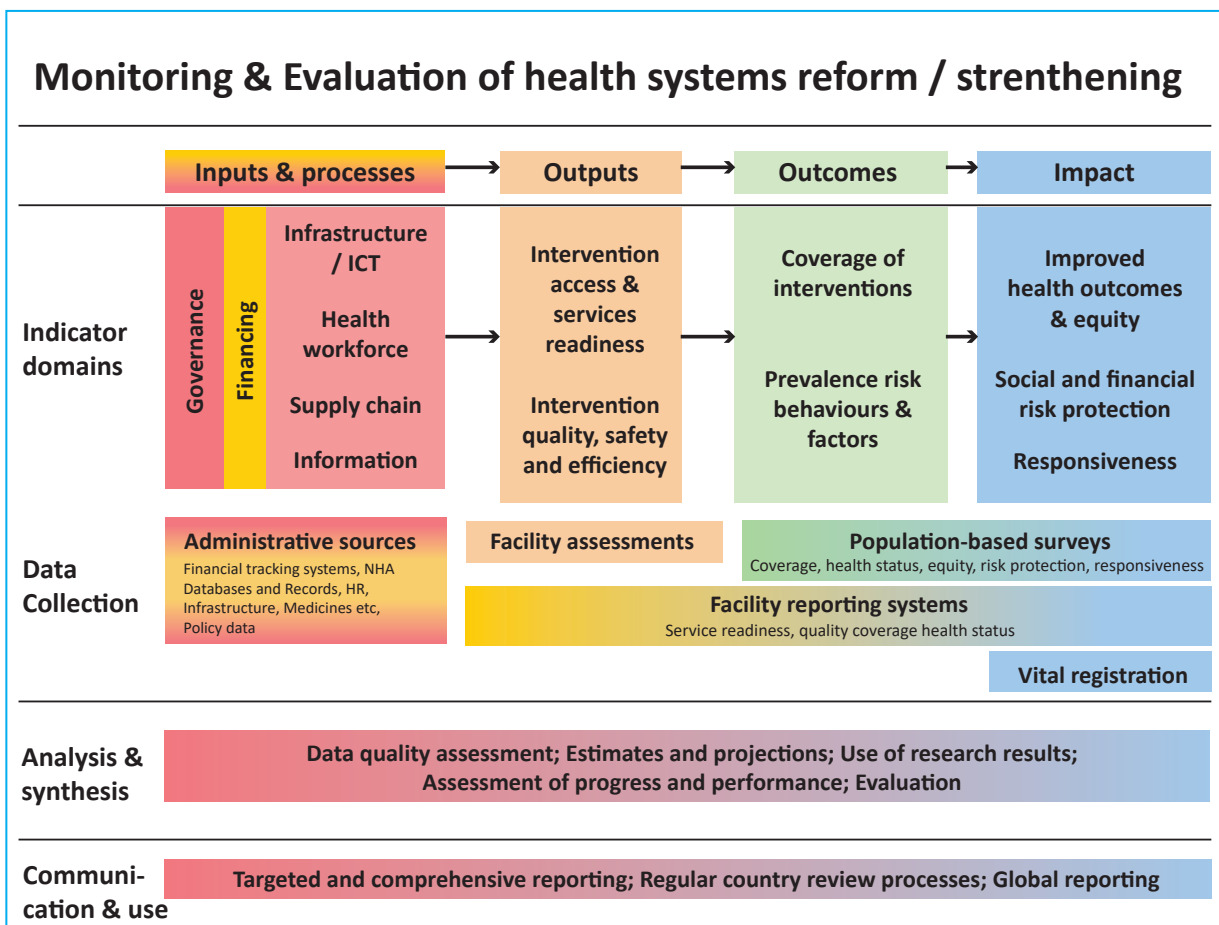 Monitoring & Evaluation of health systems reform / strenthening
Inputs & processes
Outputs
Outcomes
Impact
Indicator
domains
Governance
Financing
Infrastructure
/ ICT
Health
workforce
Supply chain
Information
Intervention
access &
services
readiness
Intervention
quality, safety
and efficiency
Coverage of
interventions
Prevalence risk
behaviours &
factors
Improved
health outcomes
& equity
Social and financial
risk protection
Responsiveness
Data
Collection
Administrative sources
Financial tracking systems, NHA
Databases and Records, HR,
Infrastructure, Medicines etc,
Policy data
Facility assessments
Population-based surveys
Coverage, health status, equity, risk protection, responsiveness
Facility reporting systems
Service readiness, quality coverage health status
Vital registration
Analysis &
synthesis
Data quality assessment; Estimates and projections; Use of research results;
Assessment of progress and performance; Evaluation
Communi-
cation & use
Targeted and comprehensive reporting; Regular country review processes; Global reporting